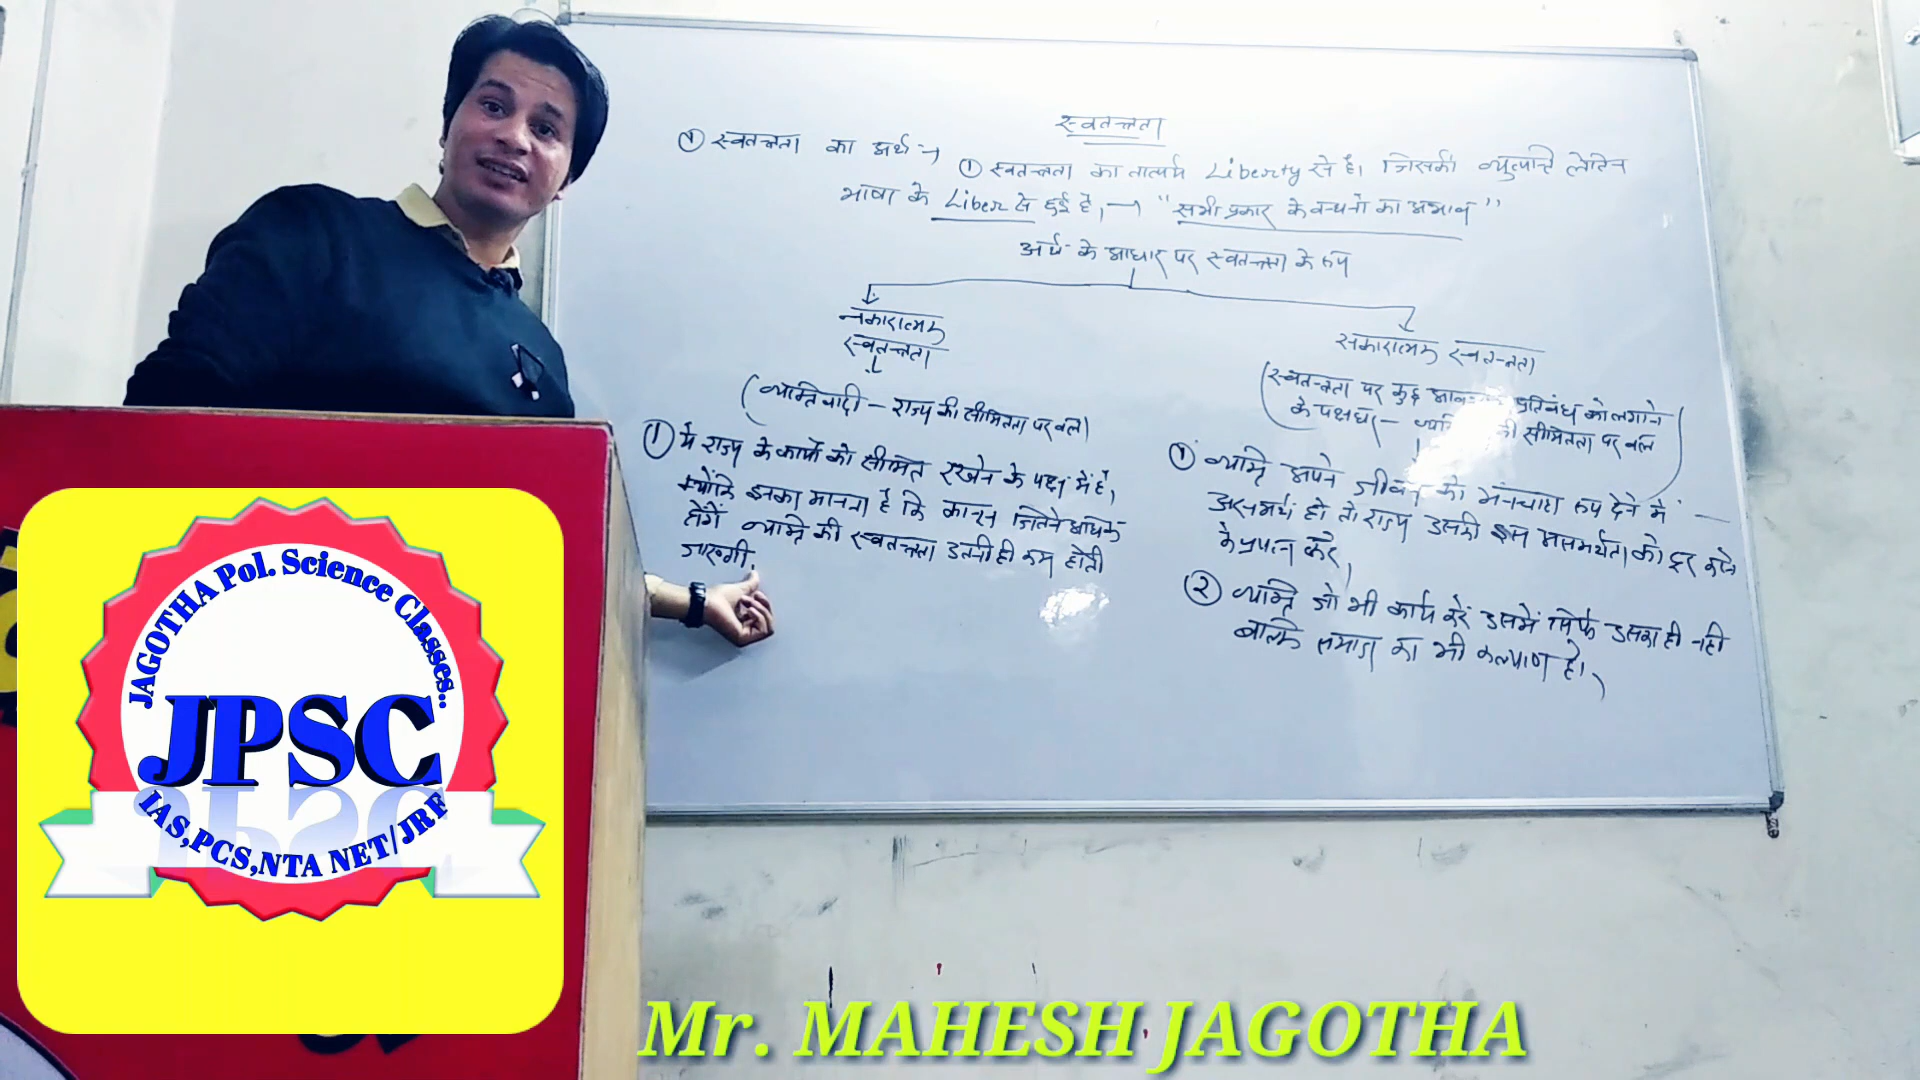 स्वतन्त्रता
① स्वतन्त्रता का अर्थ :→
① स्वतन्त्रता का तात्पर्य Liberty से है। जिसकी व्युत्पत्ति लेटिन
भाषा के Liber से हुई है, → "सभी प्रकार के बन्धनों का अभाव"
अर्थ के आधार पर स्वतन्त्रता के रूप
नकारात्मक
स्वतन्त्रता
(व्यक्तिवादी – राज्य की सीमितता पर बल)
① ये राज्य के कार्यों को सीमित रखने के पक्ष में है,
क्योंकि इनका मानना है कि कानून जितने अधिक
होगें व्यक्ति की स्वतन्त्रता उतनी ही कम होती
जाएगी.
सकारात्मक स्वतन्त्रता
(स्वतन्त्रता पर कुछ प्रतिबंध को लगाने
के पक्षधर – की सीमितता पर बल)
① व्यक्ति अपने जीवन को मनचाहा रूप देने में –
असमर्थ हो तो राज्य उसकी इस असमर्थता को दूर करने
के प्रयत्न करे,
② व्यक्ति जो भी कार्य करें उसमें सिर्फ उसका ही नही
बल्कि समाज का भी कल्याण हो,
JAGOTHA Pol. Science Classes..
JPSC
IAS,PCS,NTA NET/JRF
Mr. MAHESH JAGOTHA